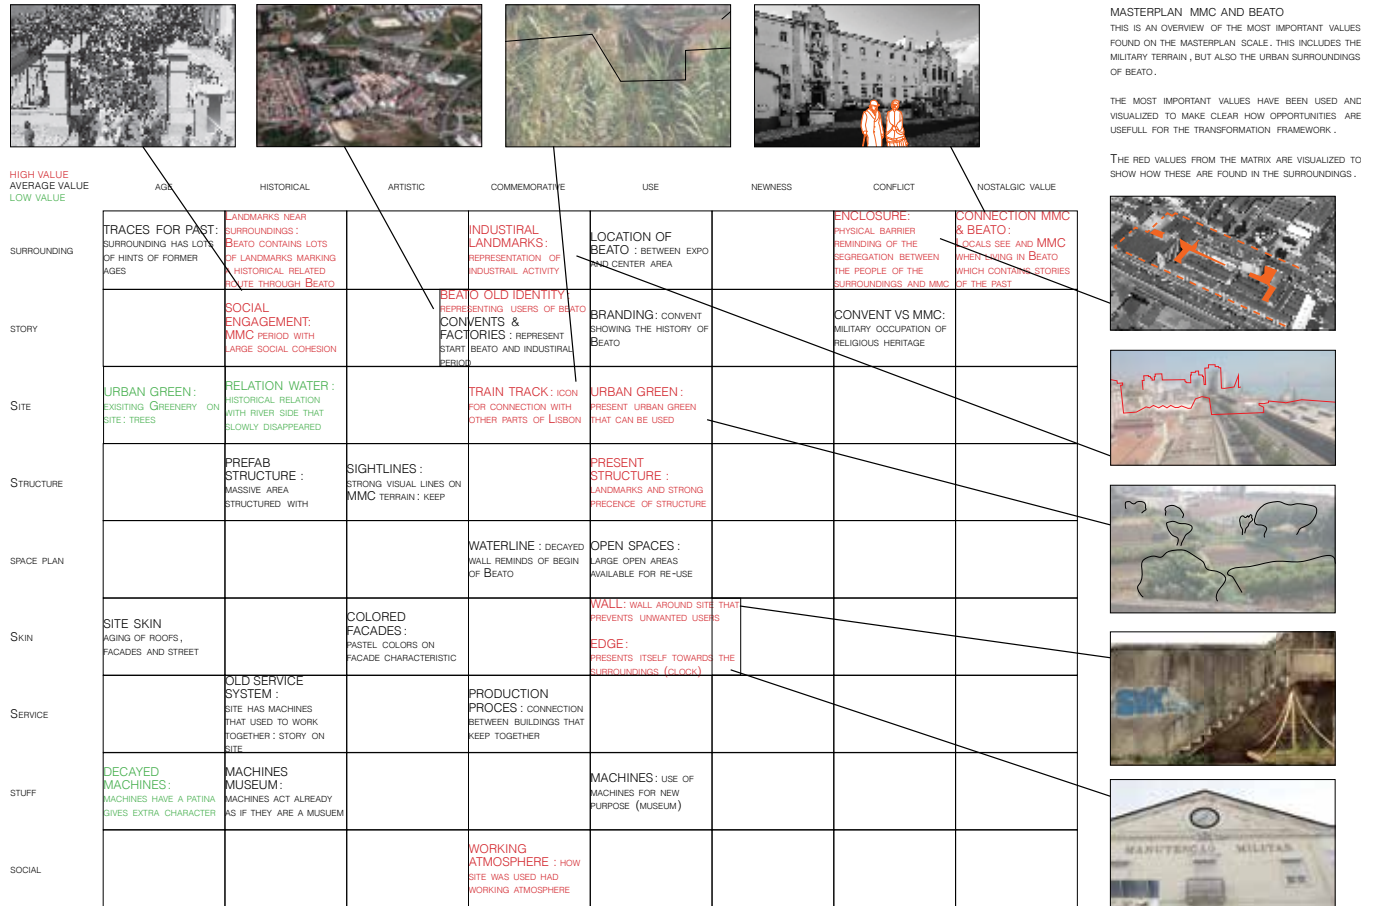 MASTERPLAN MMC AND BEATO
THIS IS AN OVERVIEW OF THE MOST IMPORTANT VALUES
FOUND ON THE MASTERPLAN SCALE. THIS INCLUDES THE
MILITARY TERRAIN, BUT ALSO THE URBAN SURROUNDINGS
OF BEATO.
THE MOST IMPORTANT VALUES HAVE BEEN USED AND
VISUALIZED TO MAKE CLEAR HOW OPPORTUNITIES ARE
USEFULL FOR THE TRANSFORMATION FRAMEWORK.
THE RED VALUES FROM THE MATRIX ARE VISUALIZED TO
SHOW HOW THESE ARE FOUND IN THE SURROUNDINGS.
HIGH VALUE
AVERAGE VALUE
LOW VALUE
AGE
HISTORICAL
ARTISTIC
COMMEMORATIVE
USE
NEWNESS
CONFLICT
NOSTALGIC VALUE
SURROUNDING
TRACES FOR PAST:
SURROUNDING HAS LOTS
OF HINTS OF FORMER
AGES
LANDMARKS NEAR
SURROUNDINGS:
BEATO CONTAINS LOTS
OF LANDMARKS MARKING
A HISTORICAL RELATED
ROUTE THROUGH BEATO
INDUSTIRAL
LANDMARKS:
REPRESENTATION OF
INDUSTRAIL ACTIVITY
LOCATION OF
BEATO: BETWEEN EXPO
AND CENTER AREA
ENCLOSURE:
PHYSICAL BARRIER
REMINDING OF THE
SEGREGATION BETWEEN
THE PEOPLE OF THE
SURROUNDINGS AND MMC
CONNECTION MMC
& BEATO:
LOCALS SEE AND MMC
WHEN LIVING IN BEATO
WHICH CONTAINS STORIES
OF THE PAST
STORY
SOCIAL
ENGAGEMENT:
MMC PERIOD WITH
LARGE SOCIAL COHESION
BEATO OLD IDENTITY
REPRESENTING USERS OF BEATO
CONVENTS &
FACTORIES: REPRESENT
START BEATO AND INDUSTIRAL
PERIOD
BRANDING: CONVENT
SHOWING THE HISTORY OF
BEATO
CONVENT VS MMC:
MILITARY OCCUPATION OF
RELIGIOUS HERITAGE
SITE
URBAN GREEN:
EXISITING GREENERY ON
SITE: TREES
RELATION WATER:
HISTORICAL RELATION
WITH RIVER SIDE THAT
SLOWLY DISAPPEARED
TRAIN TRACK: ICON
FOR CONNECTION WITH
OTHER PARTS OF LISBON
URBAN GREEN:
PRESENT URBAN GREEN
THAT CAN BE USED
STRUCTURE
PREFAB
STRUCTURE:
MASSIVE AREA
STRUCTURED WITH
SIGHTLINES:
STRONG VISUAL LINES ON
MMC TERRAIN: KEEP
PRESENT
STRUCTURE:
LANDMARKS AND STRONG
PRECENCE OF STRUCTURE
SPACE PLAN
WATERLINE: DECAYED
WALL REMINDS OF BEGIN
OF BEATO
OPEN SPACES:
LARGE OPEN AREAS
AVAILABLE FOR RE-USE
SKIN
SITE SKIN
AGING OF ROOFS,
FACADES AND STREET
COLORED
FACADES:
PASTEL COLORS ON
FACADE CHARACTERISTIC
WALL: WALL AROUND SITE THAT
PREVENTS UNWANTED USERS
EDGE:
PRESENTS ITSELF TOWARDS THE
SURROUNDINGS (CLOCK)
SERVICE
OLD SERVICE
SYSTEM:
SITE HAS MACHINES
THAT USED TO WORK
TOGETHER: STORY ON
SITE
PRODUCTION
PROCES: CONNECTION
BETWEEN BUILDINGS THAT
KEEP TOGETHER
STUFF
DECAYED
MACHINES:
MACHINES HAVE A PATINA
GIVES EXTRA CHARACTER
MACHINES
MUSEUM:
MACHINES ACT ALREADY
AS IF THEY ARE A MUSUEM
MACHINES: USE OF
MACHINES FOR NEW
PURPOSE (MUSEUM)
SOCIAL
WORKING
ATMOSPHERE: HOW
SITE WAS USED HAD
WORKING ATMOSPHERE
MANUTENÇÃO MILITAR